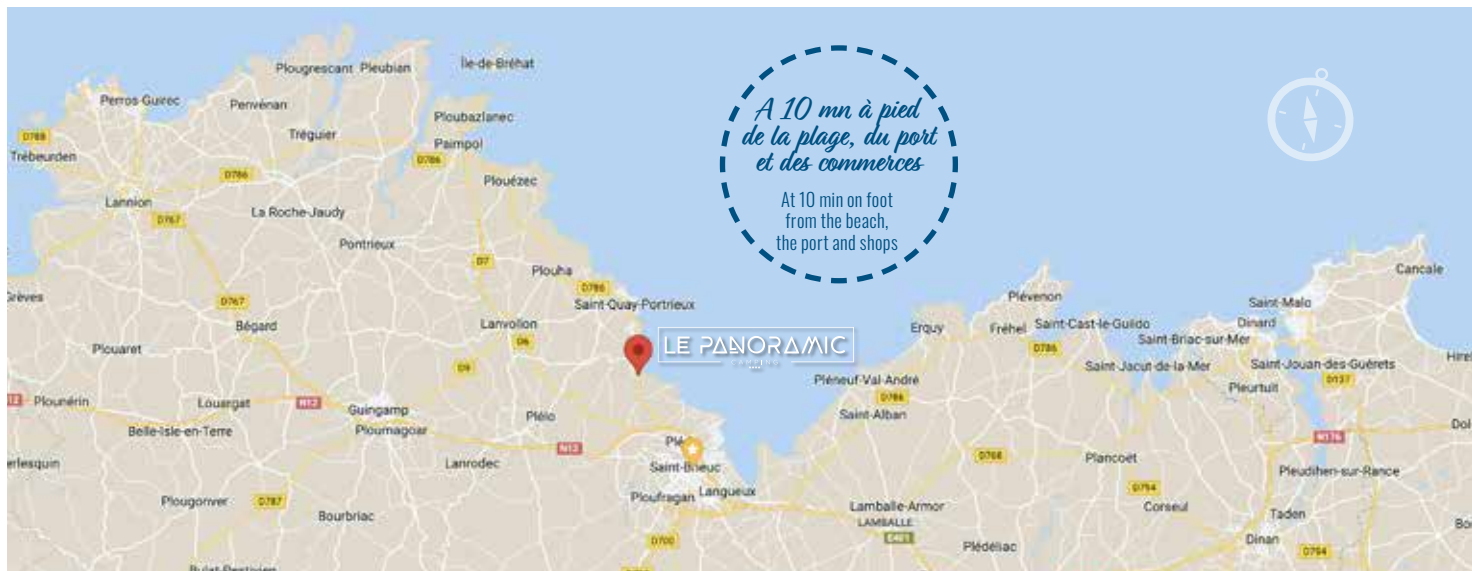 Plougrescant
Pleubian
Île-de-Bréhat
Perros-Guirec
Penvénan
Ploubazlanec
D788
Tréguier
Paimpol
Trébeurden
D786
D786
Plouézec
Lannion
D767
La Roche-Jaudy
Pontrieux
A 10 mn à pied
de la plage, du port
et des commerces
At 10 min on foot
from the beach,
the port and shops
D7
Plouha
D786
Cancale
Grèves
D767
Saint-Quay-Portrieux
Plévenon
Saint-Malo
Bégard
Lanvollon
Erquy
Fréhel
Saint-Cast-le-Guildo
Dinard
D6
LE PANORAMIC
CAMPING
D786
Saint-Briac-sur-Mer
Plouaret
D9
Saint-Jacut-de-la-Mer
Saint-Jouan-des-Guérets
Pléneuf-Val-André
D137
Pleurtuit
Plounérin
Louargat
N12
Guingamp
D786
Plélo
Saint-Alban
Belle-Isle-en-Terre
Ploumagoar
N12
Plé
N176
Lanrodec
Saint-Brieuc
D768
Plancoët
Pleudihen-sur-Rance
Plougonver
D787
Ploufragan
Langueux
D794
Bourbriac
Lamballe-Armor
LAMBALLE
Corseul
Taden
D700
E401
Plédéliac
Dinan
D794